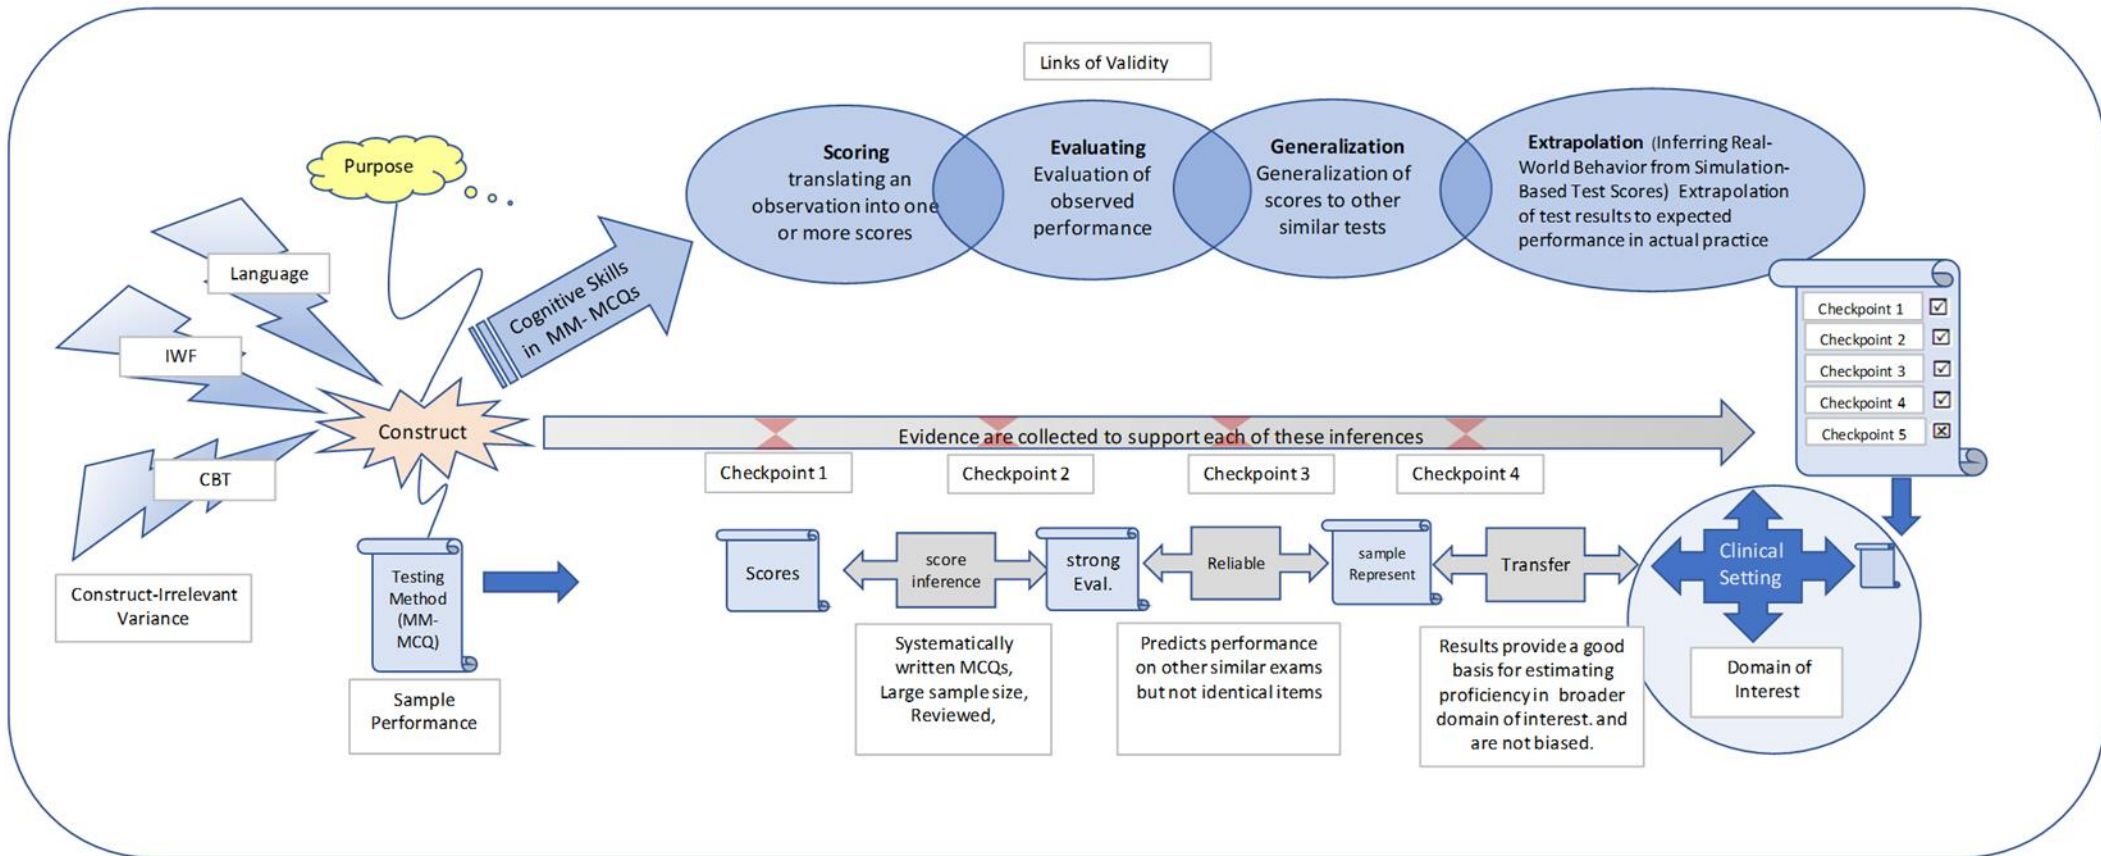 Links of Validity
Purpose
Language
IWF
CBT
Construct-Irrelevant
Variance
Construct
Cognitive Skills
in MM- MCQs
Scoring
translating an
observation into one
or more scores
Evaluating
Evaluation of
observed
performance
Generalization
Generalization of
scores to other
similar tests
Extrapolation (Inferring Real-
World Behavior from Simulation-
Based Test Scores) Extrapolation
of test results to expected
performance in actual practice
Checkpoint 1
Checkpoint 2
Checkpoint 3
Checkpoint 4
Checkpoint 5
Evidence are collected to support each of these inferences
Checkpoint 1
Checkpoint 2
Checkpoint 3
Checkpoint 4
Testing
Method
(MM-
MCQ)
Sample
Performance
Scores
score
inference
strong
Eval.
Reliable
sample
Represent
Transfer
Clinical
Setting
Systematically
written MCQs,
Large sample size,
Reviewed,
Predicts performance
on other similar exams
but not identical items
Results provide a good
basis for estimating
proficiency in broader
domain of interest. and
are not biased.
Domain of
Interest